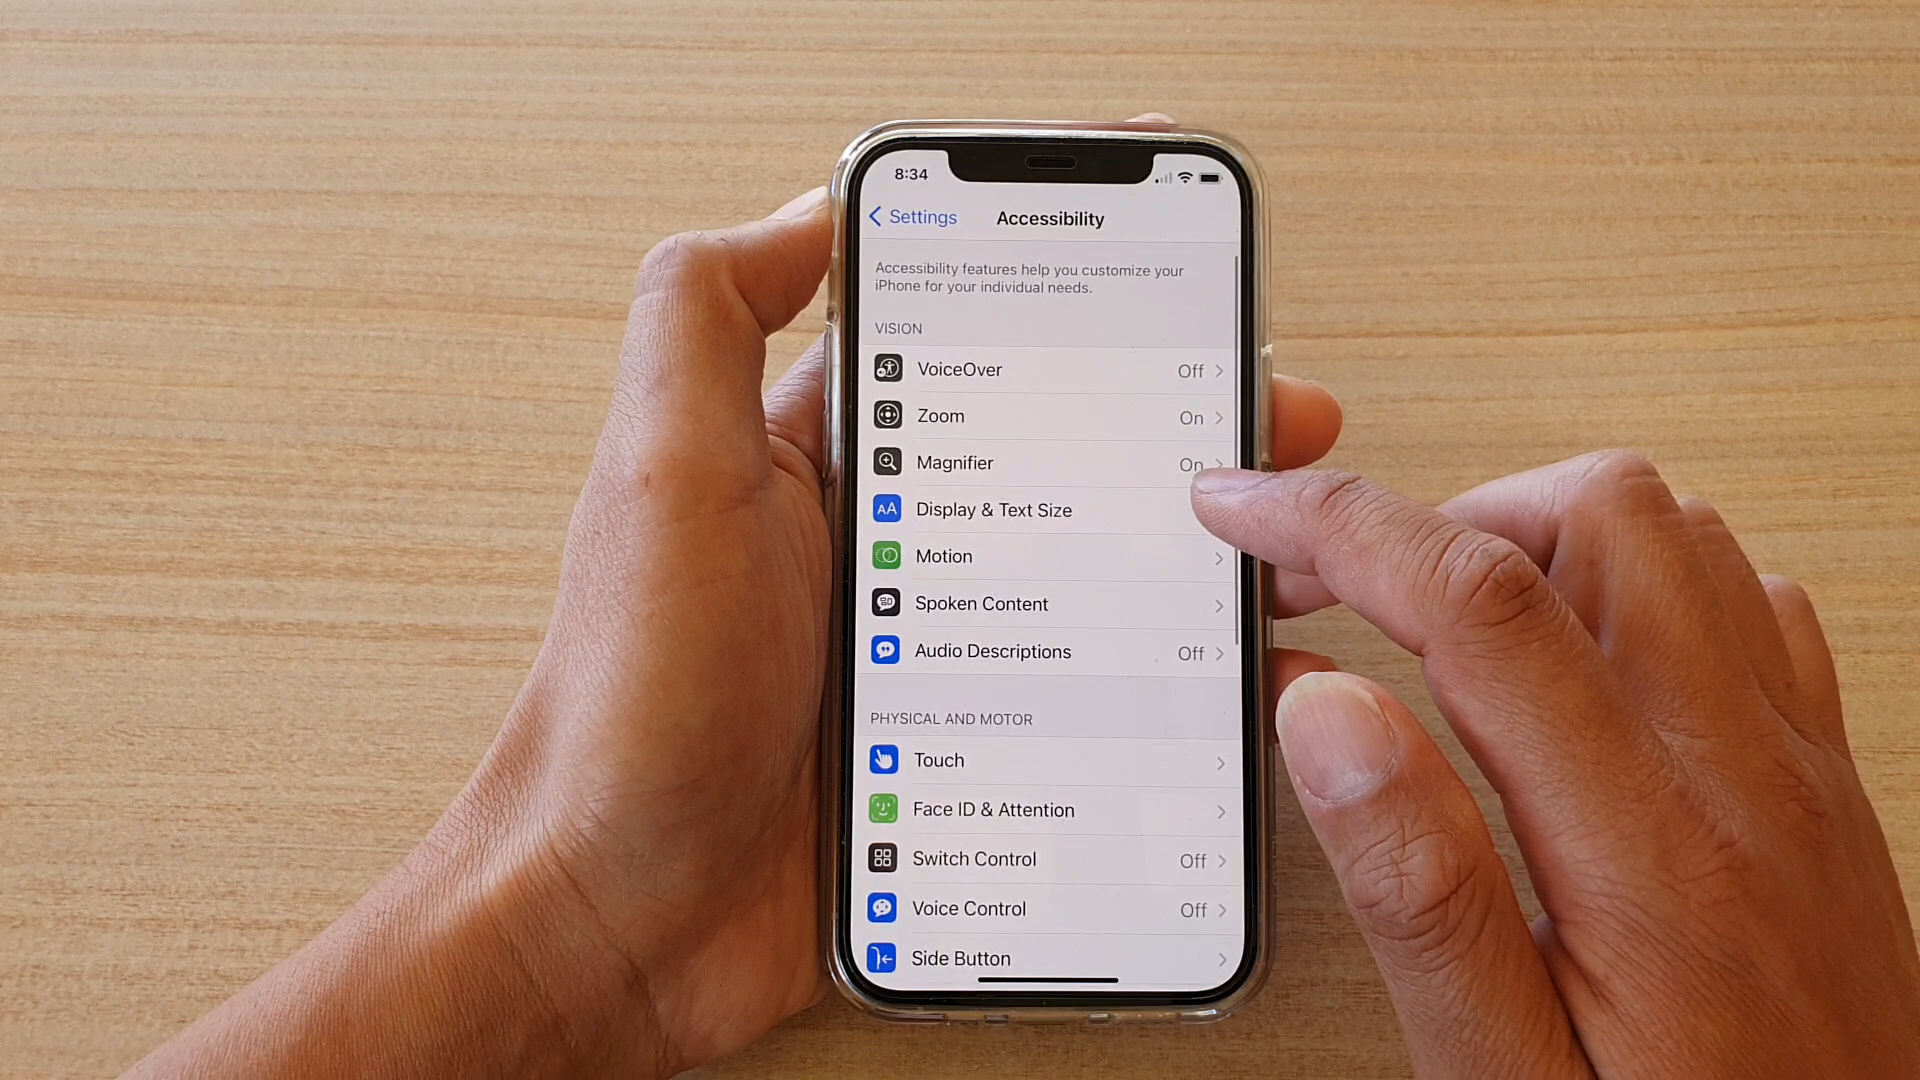 8:34
Settings
Accessibility
Accessibility features help you customize your
iPhone for your individual needs.
VISION
VoiceOver Off
Zoom On
Magnifier On
AA Display & Text Size
Motion
Spoken Content
Audio Descriptions Off
PHYSICAL AND MOTOR
Touch
Face ID & Attention
Switch Control Off
Voice Control Off
Side Button